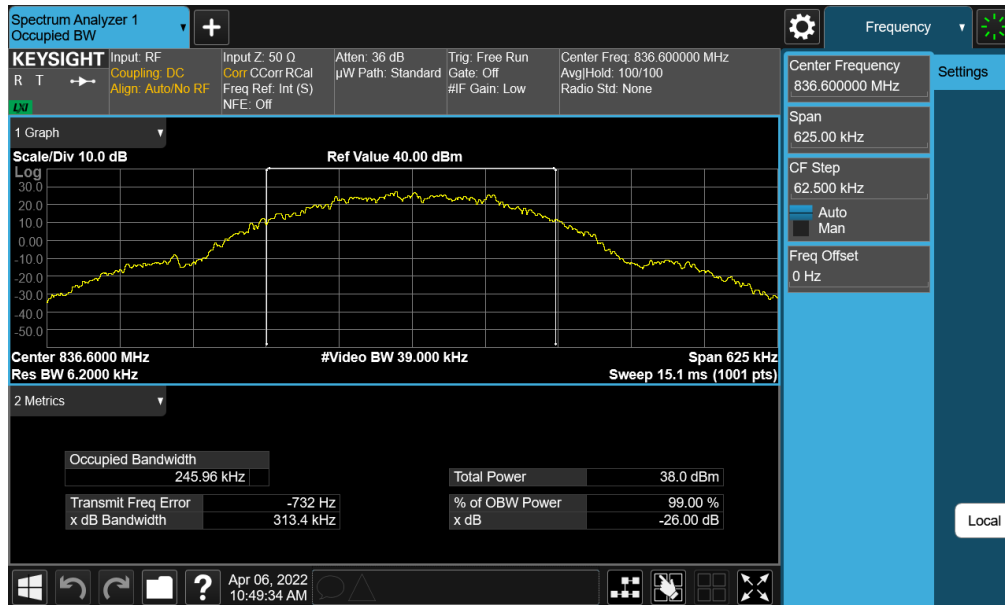 Spectrum Analyzer 1
Occupied BW
Frequency
KEYSIGHT
R T
LXI
Input: RF
Coupling: DC
Align: Auto/No RF
Input Z: 50 Ω
Corr CCorr RCal
Freq Ref: Int (S)
NFE: Off
Atten: 36 dB
µW Path: Standard
Trig: Free Run
Gate: Off
#IF Gain: Low
Center Freq: 836.600000 MHz
Avg|Hold: 100/100
Radio Std: None
Center Frequency
836.600000 MHz
Settings
Span
625.00 kHz
CF Step
62.500 kHz
Auto
Man
Freq Offset
0 Hz
Local
1 Graph
Scale/Div 10.0 dB
Ref Value 40.00 dBm
Log
30.0
20.0
10.0
0.00
-10.0
-20.0
-30.0
-40.0
-50.0
Center 836.6000 MHz
#Video BW 39.000 kHz
Span 625 kHz
Res BW 6.2000 kHz
Sweep 15.1 ms (1001 pts)
2 Metrics
Occupied Bandwidth
245.96 kHz
Total Power 38.0 dBm
Transmit Freq Error -732 Hz
% of OBW Power 99.00 %
x dB Bandwidth 313.4 kHz
x dB -26.00 dB
?
Apr 06, 2022
10:49:34 AM